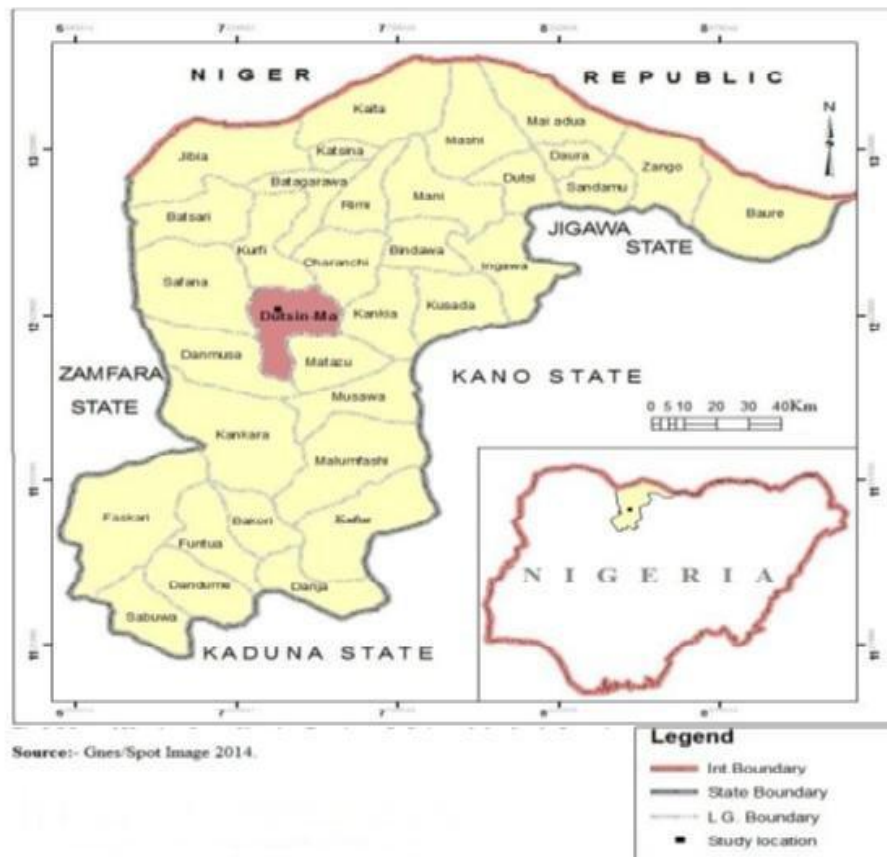 NIGER REPUBLIC
N
Kaita
Mai adua
Mashi
Katsina
Daura
Jibia
Zango
Dutsi
Batagarawa
Sandamu
Rimi
Mani
Baure
Batsari
JIGAWA
STATE
Kurfi
Bindawa
Charanchi
Ingawa
Safana
Kusada
Dutsin-Ma
Kankia
Danmusa
Matazu
ZAMFARA
STATE
KANO STATE
Musawa
0 5 10 20 30 40Km
Kankara
Malumfashi
Faskari
Bakori
Kafur
Funtua
NIGERIA
Dandume
Danja
Sabuwa
KADUNA STATE
Source:- Gnes/Spot Image 2014.
Legend
Int.Boundary
State Boundary
L.G. Boundary
Study location